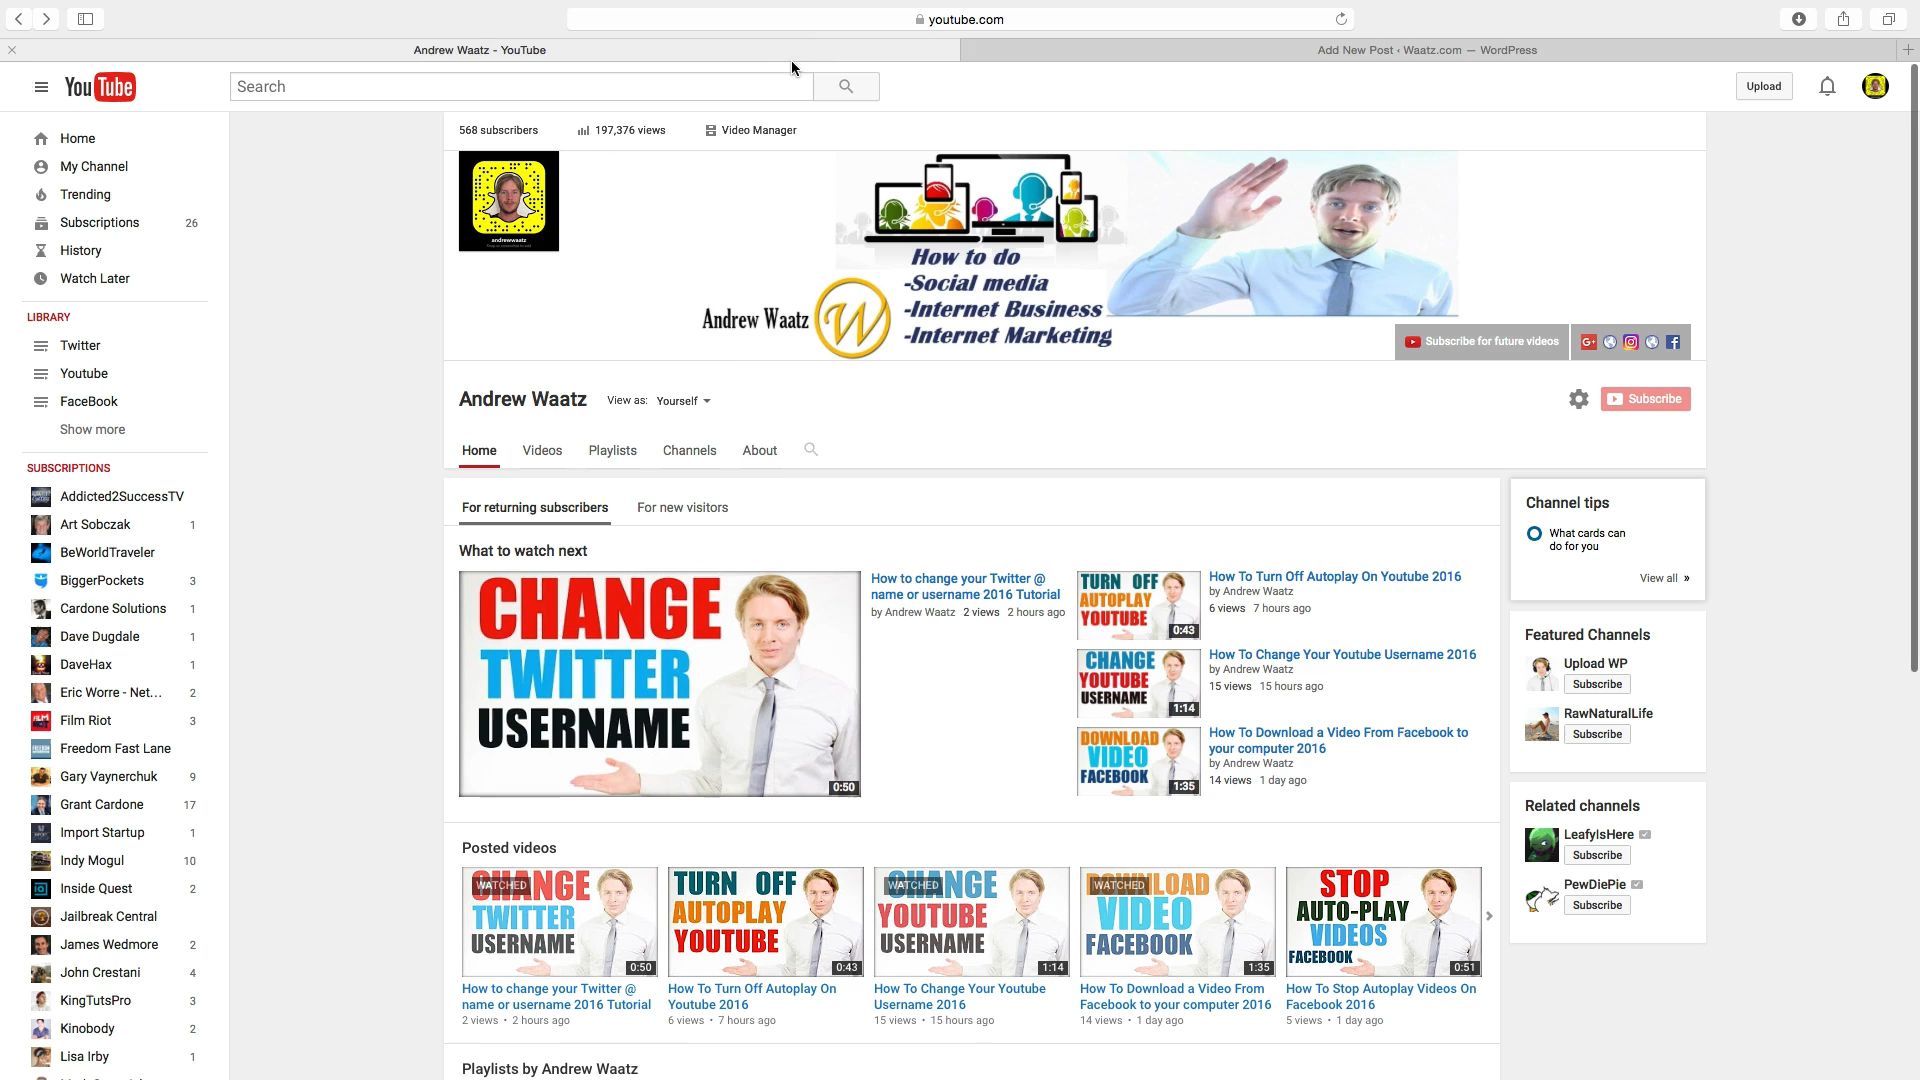 youtube.com
Andrew Waatz - YouTube
Add New Post ‹ Waatz.com — WordPress
YouTube
Search
Upload
Home
My Channel
Trending
Subscriptions 26
History
Watch Later
LIBRARY
Twitter
Youtube
FaceBook
Show more
SUBSCRIPTIONS
Addicted2SuccessTV
Art Sobczak 1
BeWorldTraveler
BiggerPockets 3
Cardone Solutions 1
Dave Dugdale 1
DaveHax 1
Eric Worre - Net... 2
Film Riot 3
Freedom Fast Lane
Gary Vaynerchuk 9
Grant Cardone 17
Import Startup 1
Indy Mogul 10
Inside Quest 2
Jailbreak Central
James Wedmore 2
John Crestani 4
KingTutsPro 3
Kinobody 2
Lisa Irby 1
568 subscribers 197,376 views Video Manager
andrewwaatz
How to do
-Social media
-Internet Business
-Internet Marketing
Andrew Waatz W
Subscribe for future videos
Andrew Waatz View as: Yourself
Subscribe
Home Videos Playlists Channels About
For returning subscribers For new visitors
What to watch next
CHANGE
TWITTER
USERNAME
0:50
How to change your Twitter @
name or username 2016 Tutorial
by Andrew Waatz 2 views 2 hours ago
TURN OFF
AUTOPLAY
YOUTUBE
0:43
How To Turn Off Autoplay On Youtube 2016
by Andrew Waatz
6 views 7 hours ago
CHANGE
YOUTUBE
USERNAME
1:14
How To Change Your Youtube Username 2016
by Andrew Waatz
15 views 15 hours ago
DOWNLOAD
VIDEO
FACEBOOK
1:35
How To Download a Video From Facebook to
your computer 2016
by Andrew Waatz
14 views 1 day ago
Posted videos
WATCHED
CHANGE
TWITTER
USERNAME
0:50
How to change your Twitter @
name or username 2016 Tutorial
2 views • 2 hours ago
TURN OFF
AUTOPLAY
YOUTUBE
0:43
How To Turn Off Autoplay On
Youtube 2016
6 views • 7 hours ago
WATCHED
CHANGE
YOUTUBE
USERNAME
1:14
How To Change Your Youtube
Username 2016
15 views • 15 hours ago
WATCHED
DOWNLOAD
VIDEO
FACEBOOK
1:35
How To Download a Video From
Facebook to your computer 2016
14 views • 1 day ago
STOP
AUTO-PLAY
VIDEOS
FACEBOOK
0:51
How To Stop Autoplay Videos On
Facebook 2016
5 views • 1 day ago
Playlists by Andrew Waatz
Channel tips
What cards can
do for you
View all »
Featured Channels
Upload WP
Subscribe
RawNaturalLife
Subscribe
Related channels
LeafyIsHere
Subscribe
PewDiePie
Subscribe